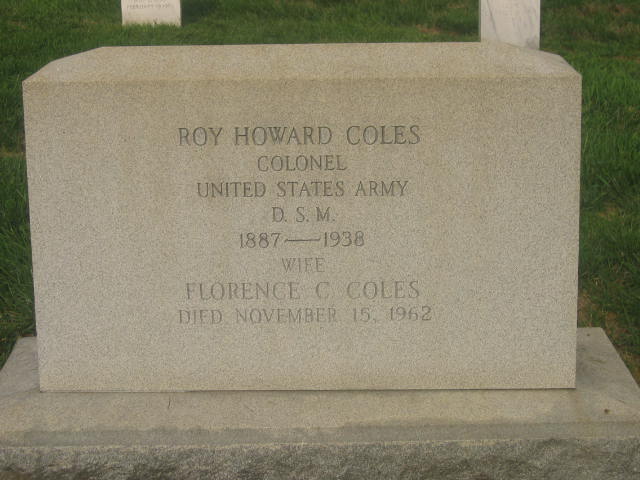 ROY HOWARD COLES
COLONEL
UNITED STATES ARMY
D. S. M.
1887—1938
WIFE
FLORENCE C COLES
DIED NOVEMBER 15, 1962